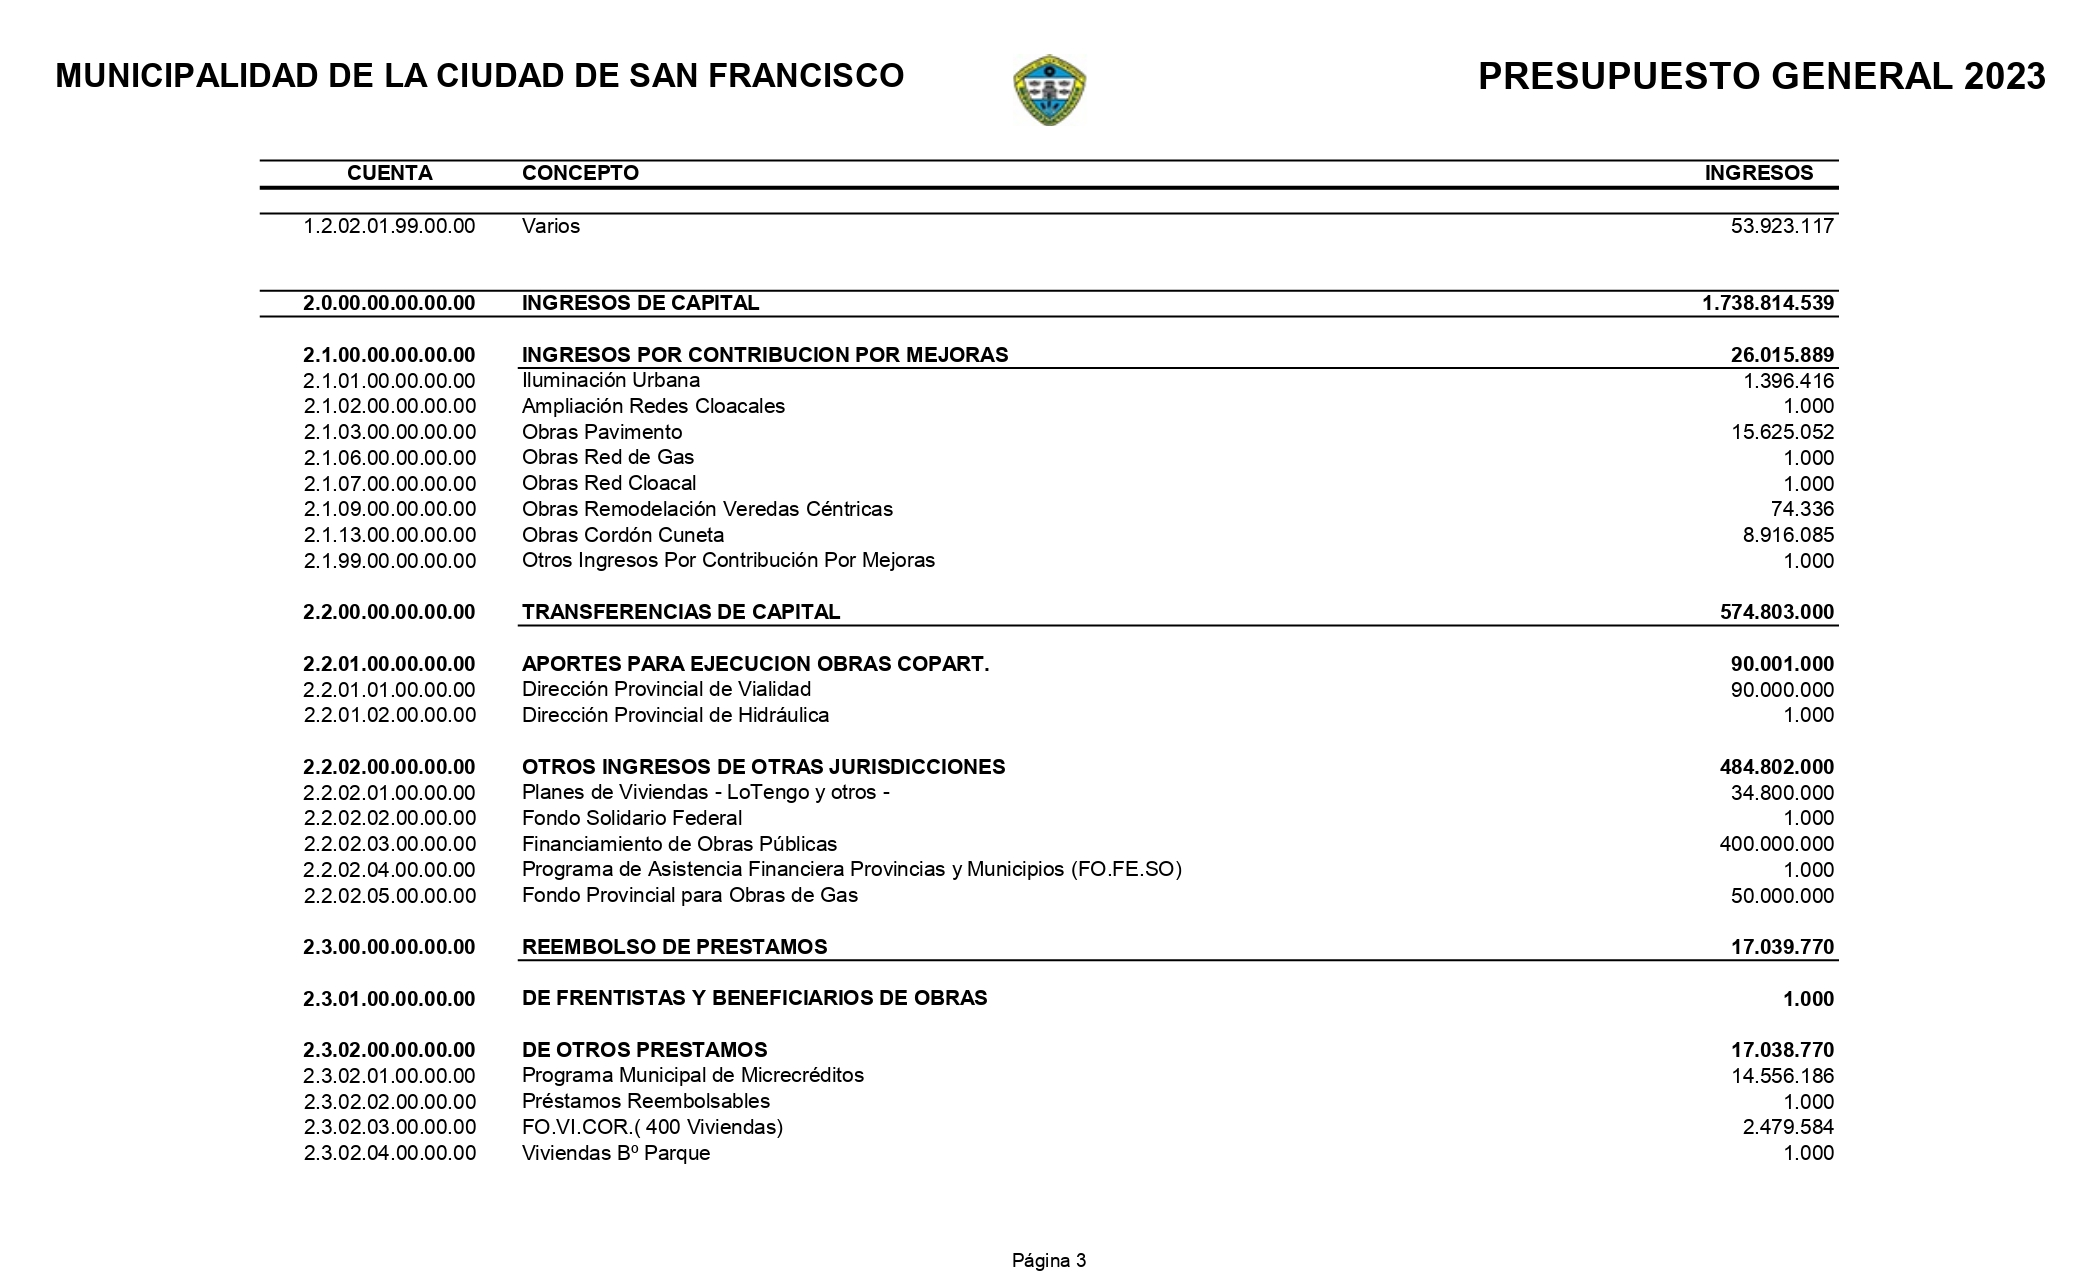 MUNICIPALIDAD DE LA CIUDAD DE SAN FRANCISCO PRESUPUESTO GENERAL 2023
CUENTA CONCEPTO INGRESOS
1.2.02.01.99.00.00 Varios 53.923.117
2.0.00.00.00.00.00 INGRESOS DE CAPITAL 1.738.814.539
2.1.00.00.00.00.00 INGRESOS POR CONTRIBUCION POR MEJORAS 26.015.889
2.1.01.00.00.00.00 Iluminación Urbana 1.396.416
2.1.02.00.00.00.00 Ampliación Redes Cloacales 1.000
2.1.03.00.00.00.00 Obras Pavimento 15.625.052
2.1.06.00.00.00.00 Obras Red de Gas 1.000
2.1.07.00.00.00.00 Obras Red Cloacal 1.000
2.1.09.00.00.00.00 Obras Remodelación Veredas Céntricas 74.336
2.1.13.00.00.00.00 Obras Cordón Cuneta 8.916.085
2.1.99.00.00.00.00 Otros Ingresos Por Contribución Por Mejoras 1.000
2.2.00.00.00.00.00 TRANSFERENCIAS DE CAPITAL 574.803.000
2.2.01.00.00.00.00 APORTES PARA EJECUCION OBRAS COPART. 90.001.000
2.2.01.01.00.00.00 Dirección Provincial de Vialidad 90.000.000
2.2.01.02.00.00.00 Dirección Provincial de Hidráulica 1.000
2.2.02.00.00.00.00 OTROS INGRESOS DE OTRAS JURISDICCIONES 484.802.000
2.2.02.01.00.00.00 Planes de Viviendas - LoTengo y otros - 34.800.000
2.2.02.02.00.00.00 Fondo Solidario Federal 1.000
2.2.02.03.00.00.00 Financiamiento de Obras Públicas 400.000.000
2.2.02.04.00.00.00 Programa de Asistencia Financiera Provincias y Municipios (FO.FE.SO) 1.000
2.2.02.05.00.00.00 Fondo Provincial para Obras de Gas 50.000.000
2.3.00.00.00.00.00 REEMBOLSO DE PRESTAMOS 17.039.770
2.3.01.00.00.00.00 DE FRENTISTAS Y BENEFICIARIOS DE OBRAS 1.000
2.3.02.00.00.00.00 DE OTROS PRESTAMOS 17.038.770
2.3.02.01.00.00.00 Programa Municipal de Micrecréditos 14.556.186
2.3.02.02.00.00.00 Préstamos Reembolsables 1.000
2.3.02.03.00.00.00 FO.VI.COR.( 400 Viviendas) 2.479.584
2.3.02.04.00.00.00 Viviendas Bº Parque 1.000
Página 3